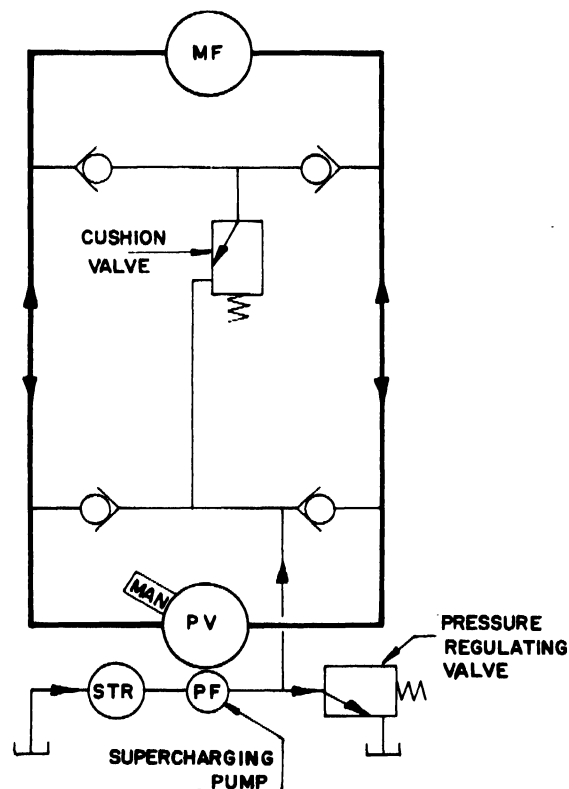 MF
CUSHION
VALVE
MAN
PV
PRESSURE
REGULATING
VALVE
STR
PF
SUPERCHARGING
PUMP